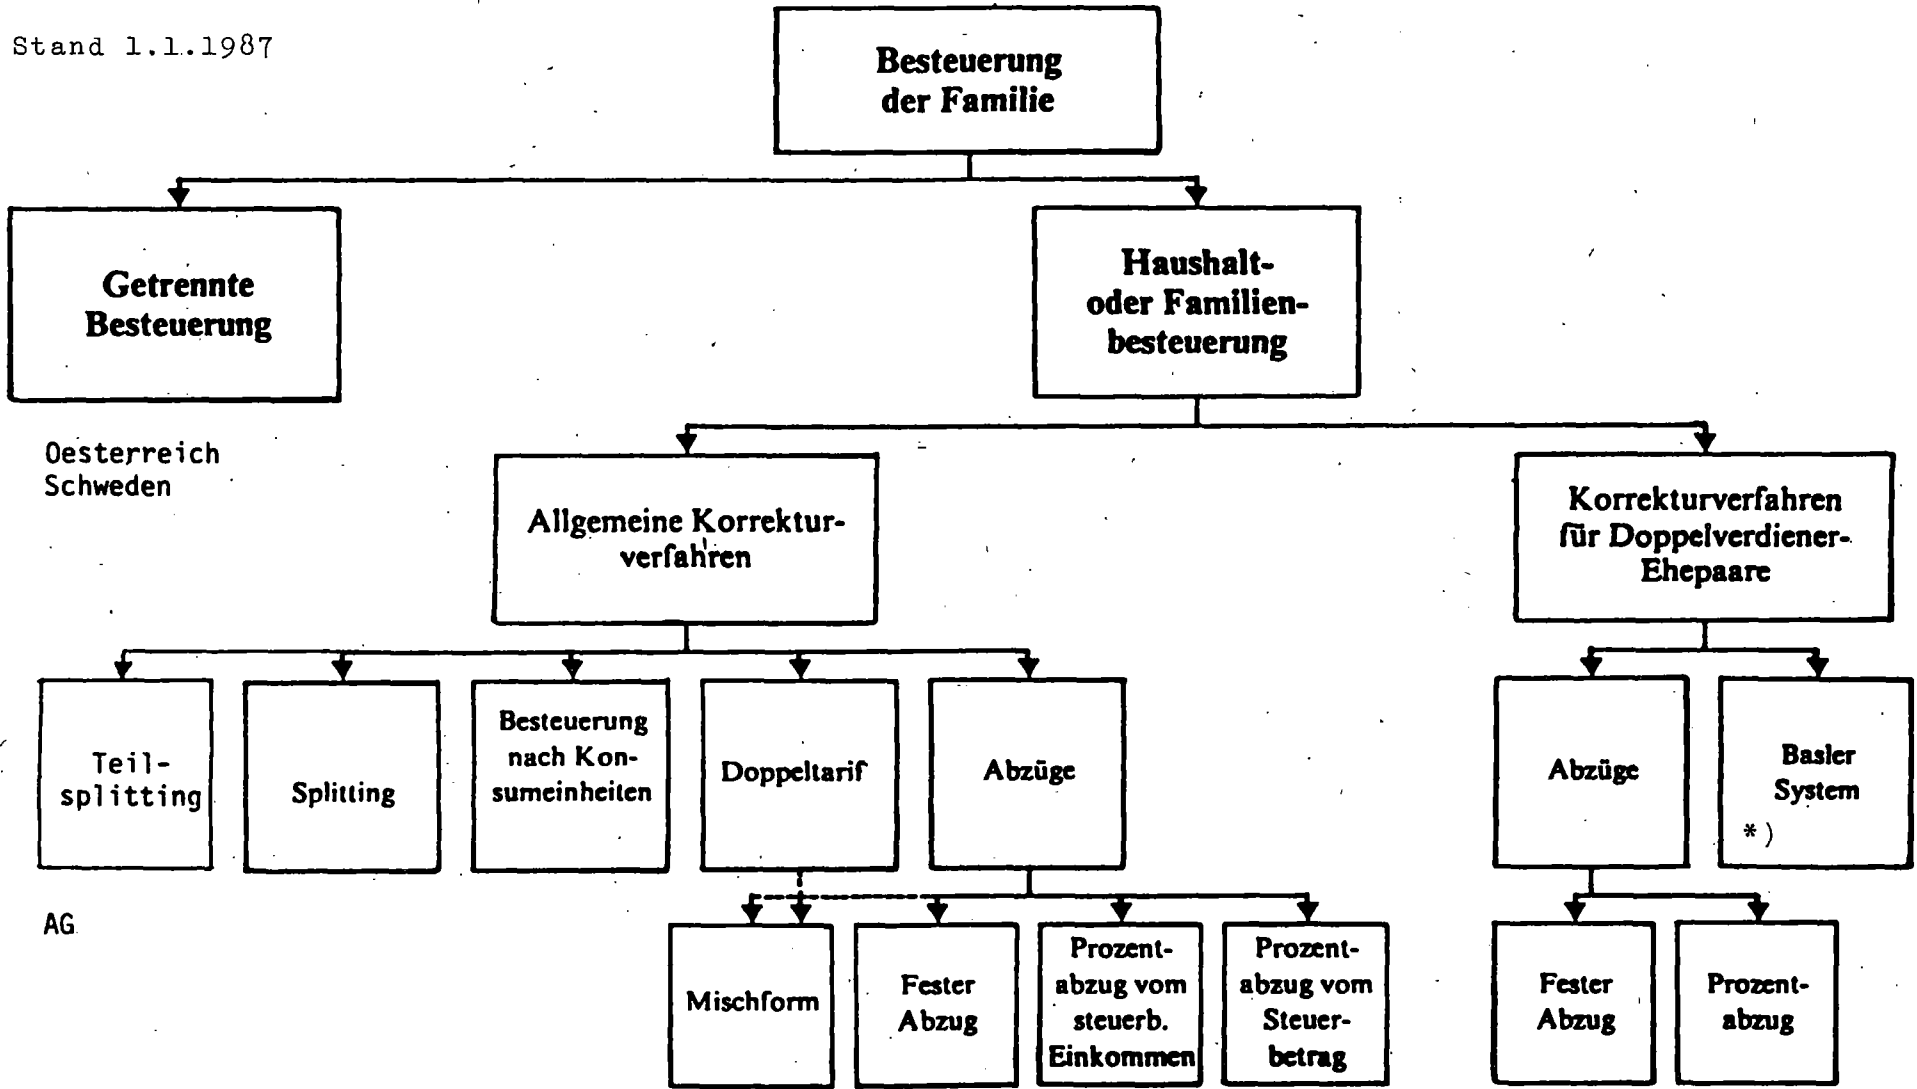 Stand 1.1.1987
Besteuerung
der Familie
Getrennte
Besteuerung
Haushalt-
oder Familien-
besteuerung
Oesterreich
Schweden
Allgemeine Korrektur-
verfahren
Korrekturverfahren
für Doppelverdiener-
Ehepaare
Teil-
splitting
Splitting
Besteuerung
nach Kon-
sumeinheiten
Doppeltarif
Abzüge
Abzüge
Basler
System
*)
AG
Mischform
Fester
Abzug
Prozent-
abzug vom
steuerb.
Einkommen
Prozent-
abzug vom
Steuer-
betrag
Fester
Abzug
Prozent-
abzug